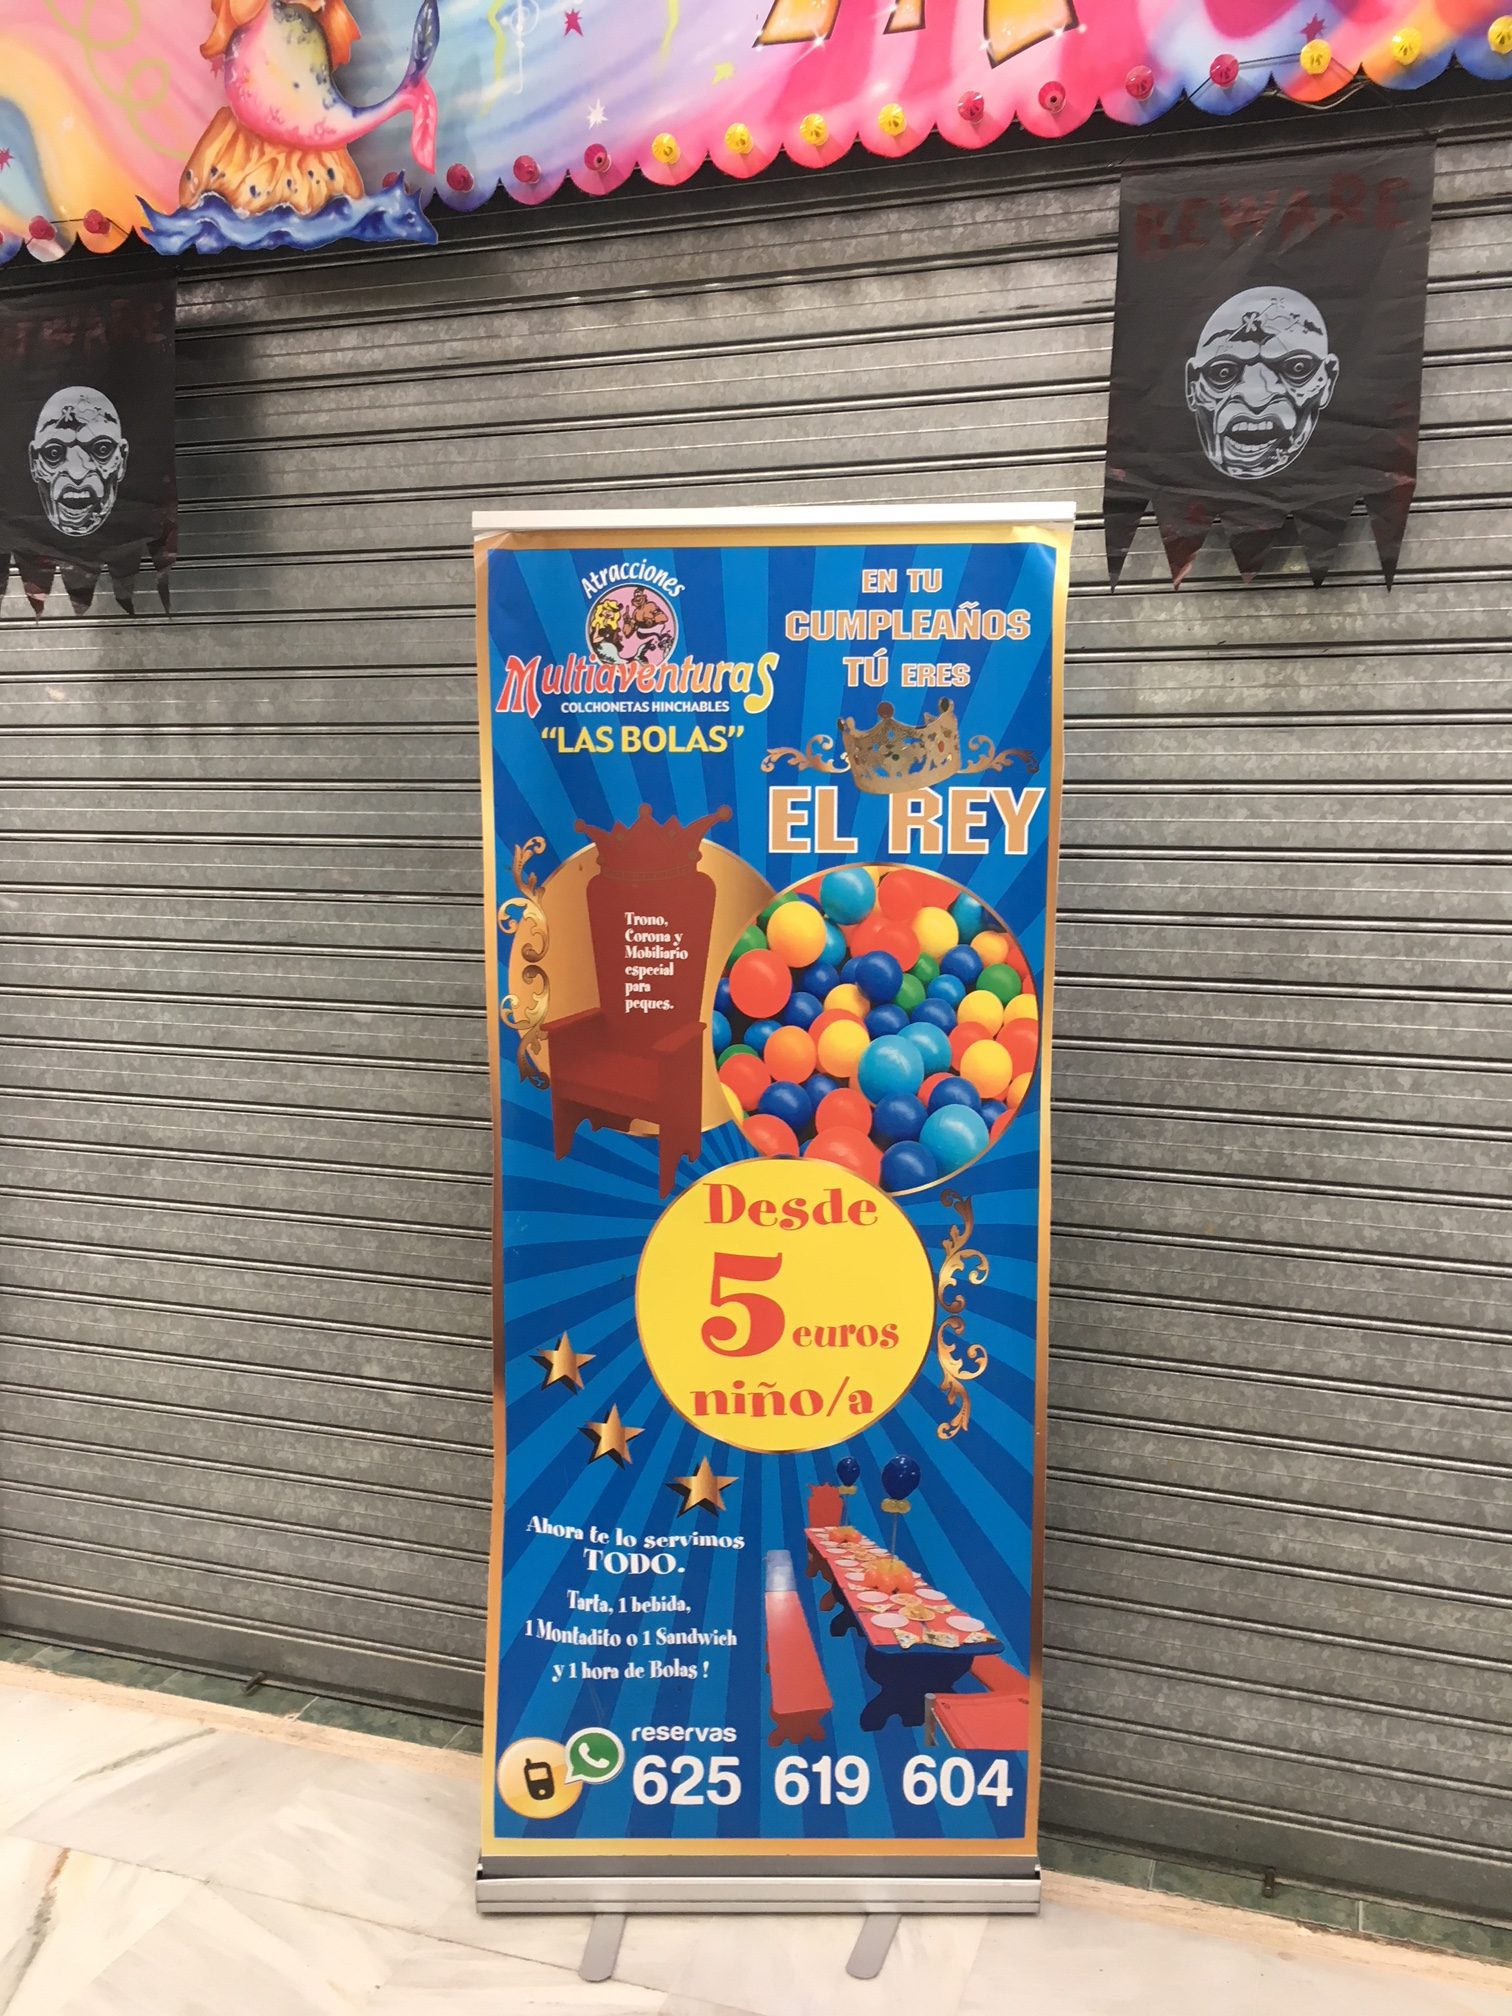 BEWARE
Atracciones
Multiaventuras
COLCHONETAS HINCHABLES
“LAS BOLAS”
EN TU
CUMPLEAÑOS
TÚ ERES
EL REY
Trono,
Corona y
Mobiliario
especial
para
peques.
Desde
5 euros
niño/a
Ahora te lo servimos
TODO.
Tarta, 1 bebida,
1 Montadito o 1 Sandwich
y 1 hora de Bolas !
reservas
625 619 604